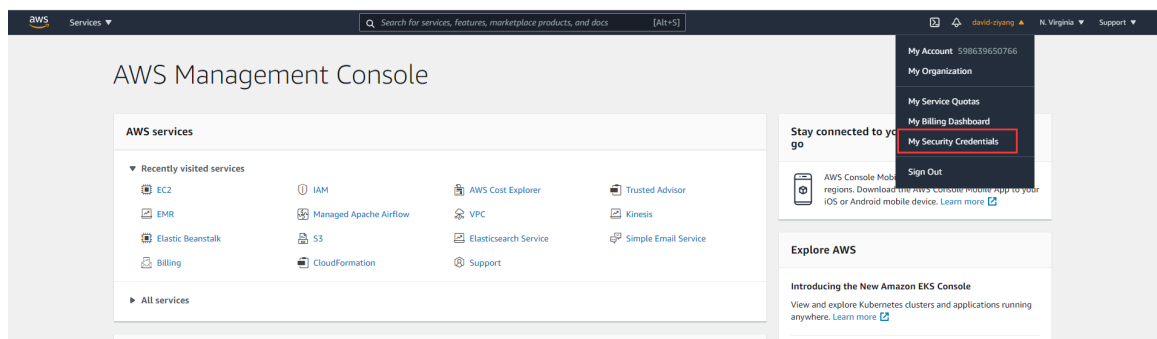 aws Services ▼ Search for services, features, marketplace products, and docs [Alt+S] david-ziyang ▲ N. Virginia ▼ Support ▼
My Account 598639650766
My Organization
My Service Quotas
My Billing Dashboard
My Security Credentials
Sign Out
AWS Management Console
AWS services
▼ Recently visited services
EC2 IAM AWS Cost Explorer Trusted Advisor
EMR Managed Apache Airflow VPC Kinesis
Elastic Beanstalk S3 Elasticsearch Service Simple Email Service
Billing CloudFormation Support
▶ All services
Stay connected to yo
go
AWS Console Mobi
regions. Download the AWS Console Mobile App to your
iOS or Android mobile device. Learn more
Explore AWS
Introducing the New Amazon EKS Console
View and explore Kubernetes clusters and applications running
anywhere. Learn more